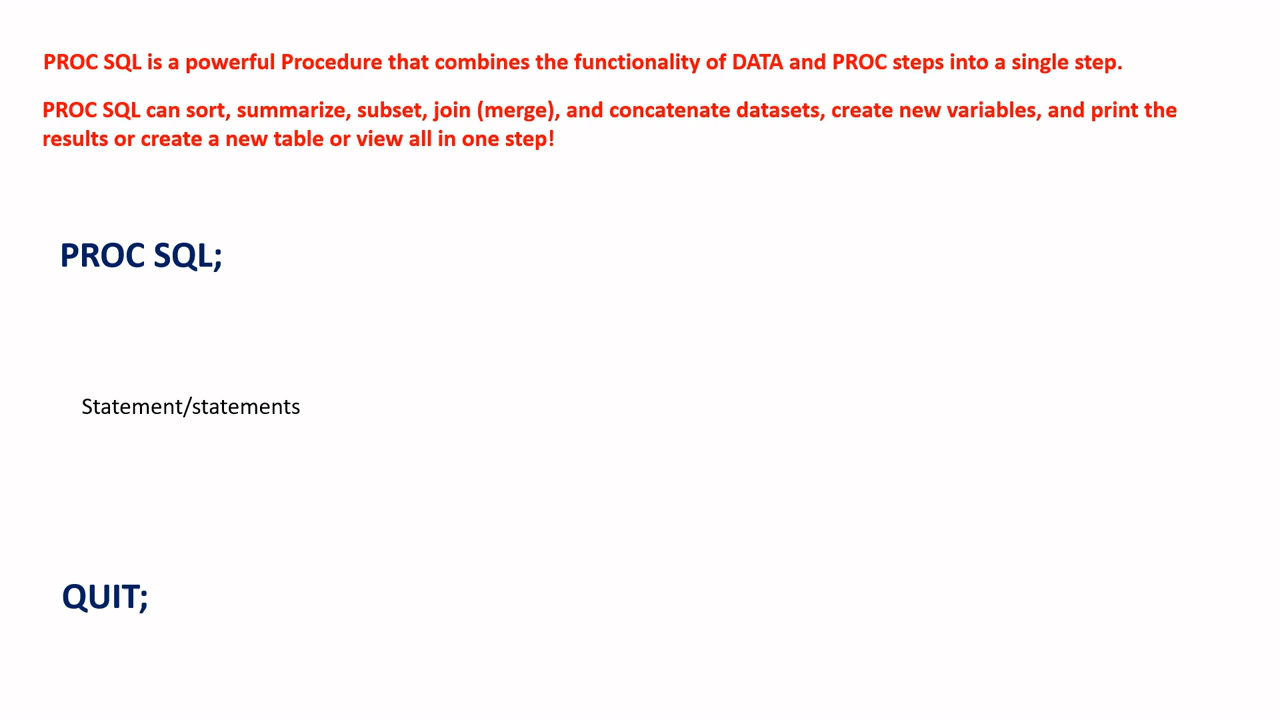 PROC SQL is a powerful Procedure that combines the functionality of DATA and PROC steps into a single step.
PROC SQL can sort, summarize, subset, join (merge), and concatenate datasets, create new variables, and print the
results or create a new table or view all in one step!
PROC SQL;
Statement/statements
QUIT;